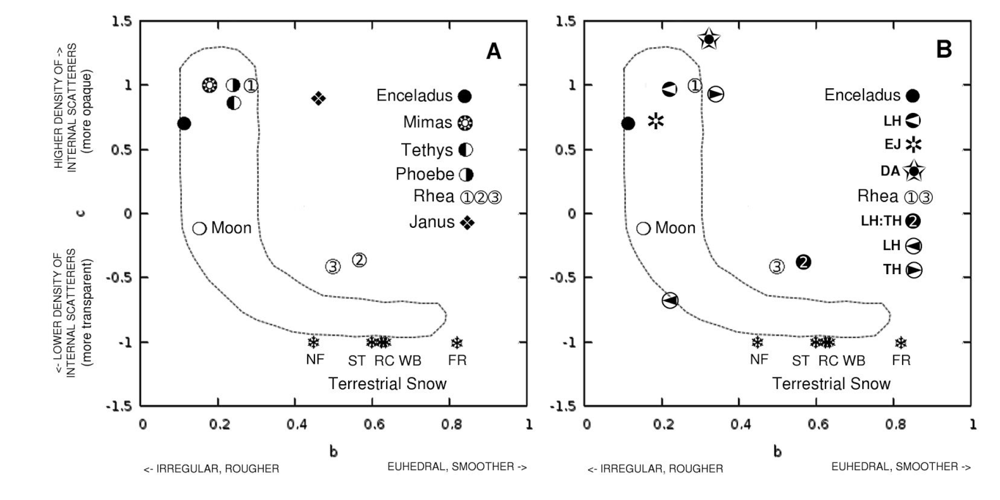 HIGHER DENSITY OF ->
INTERNAL SCATTERERS
(more opaque)
c
<- LOWER DENSITY OF
INTERNAL SCATTERERS
(more transparent)
1.5
1
0.5
0
-0.5
-1
-1.5
A
1
Enceladus
Mimas
Tethys
Phoebe
Rhea 123
Janus
Moon
3 2
NF ST RC WB FR
Terrestrial Snow
0 0.2 0.4 0.6 0.8 1
b
<- IRREGULAR, ROUGHER EUHEDRAL, SMOOTHER ->
1.5
1
0.5
0
-0.5
-1
-1.5
B
1
Enceladus
LH
EJ
DA
Rhea 13
LH:TH 2
LH
TH
Moon
3 2
NF ST RC WB FR
Terrestrial Snow
0 0.2 0.4 0.6 0.8 1
b
<- IRREGULAR, ROUGHER EUHEDRAL, SMOOTHER ->